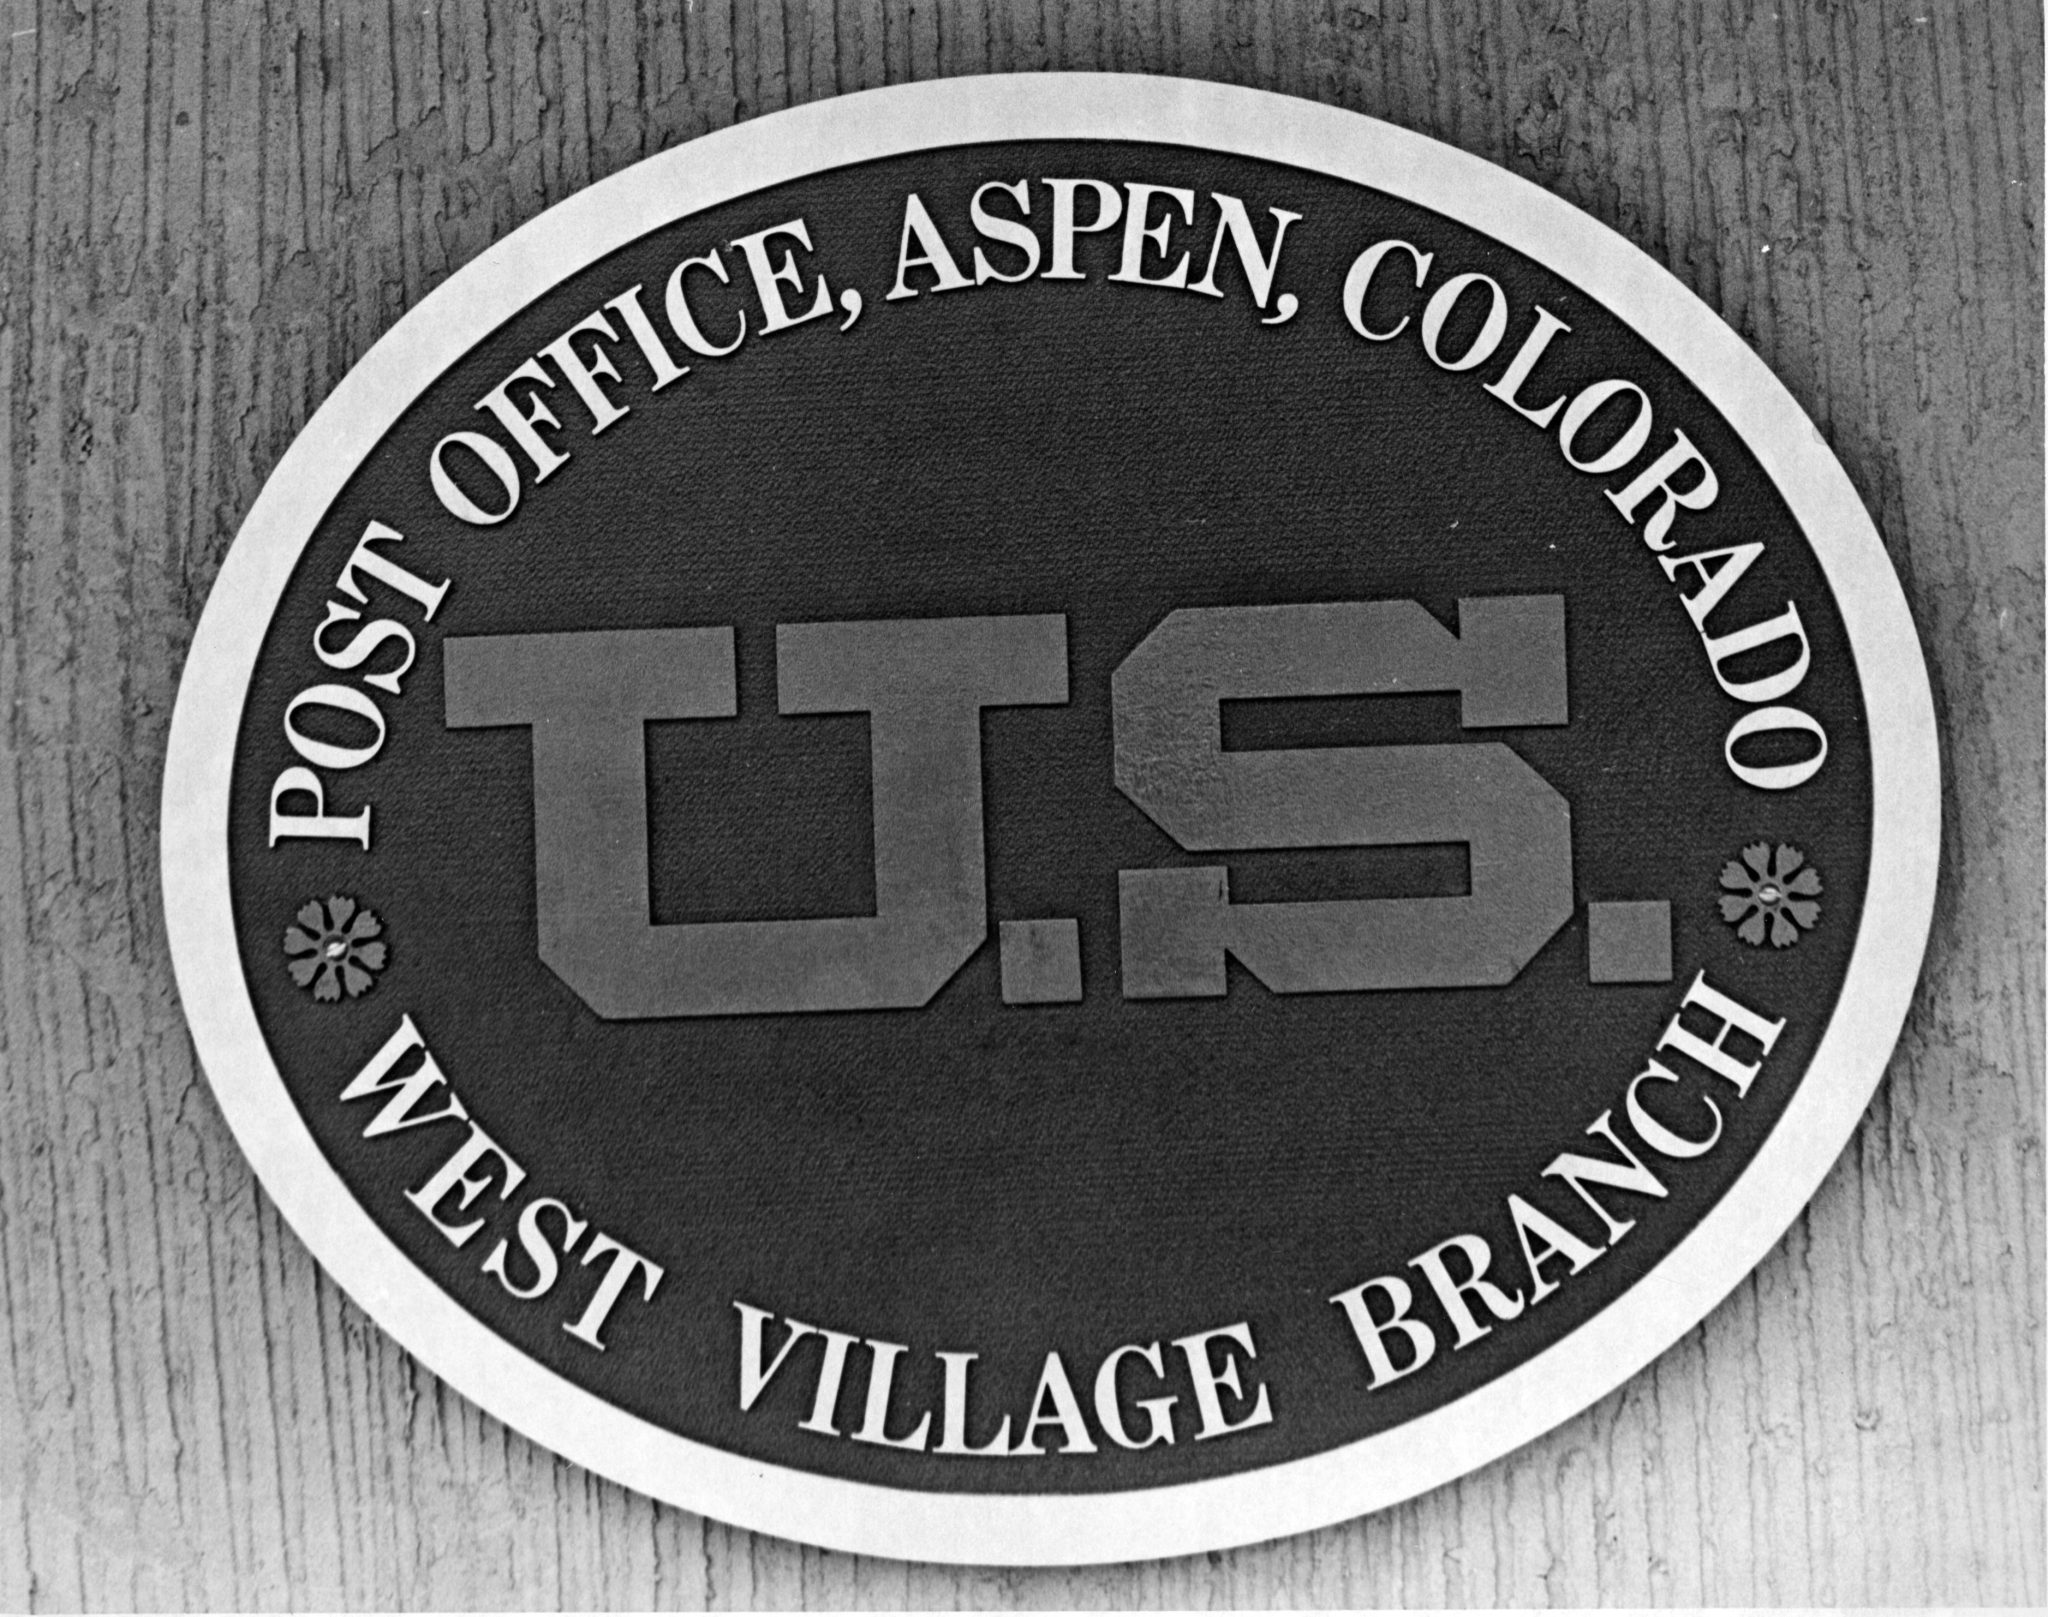 POST OFFICE, ASPEN, COLORADO
U.S.
WEST VILLAGE BRANCH